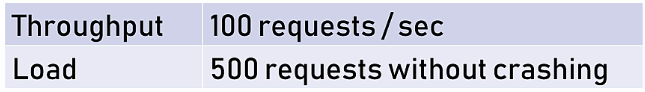 Throughput 100 requests / sec
Load 500 requests without crashing